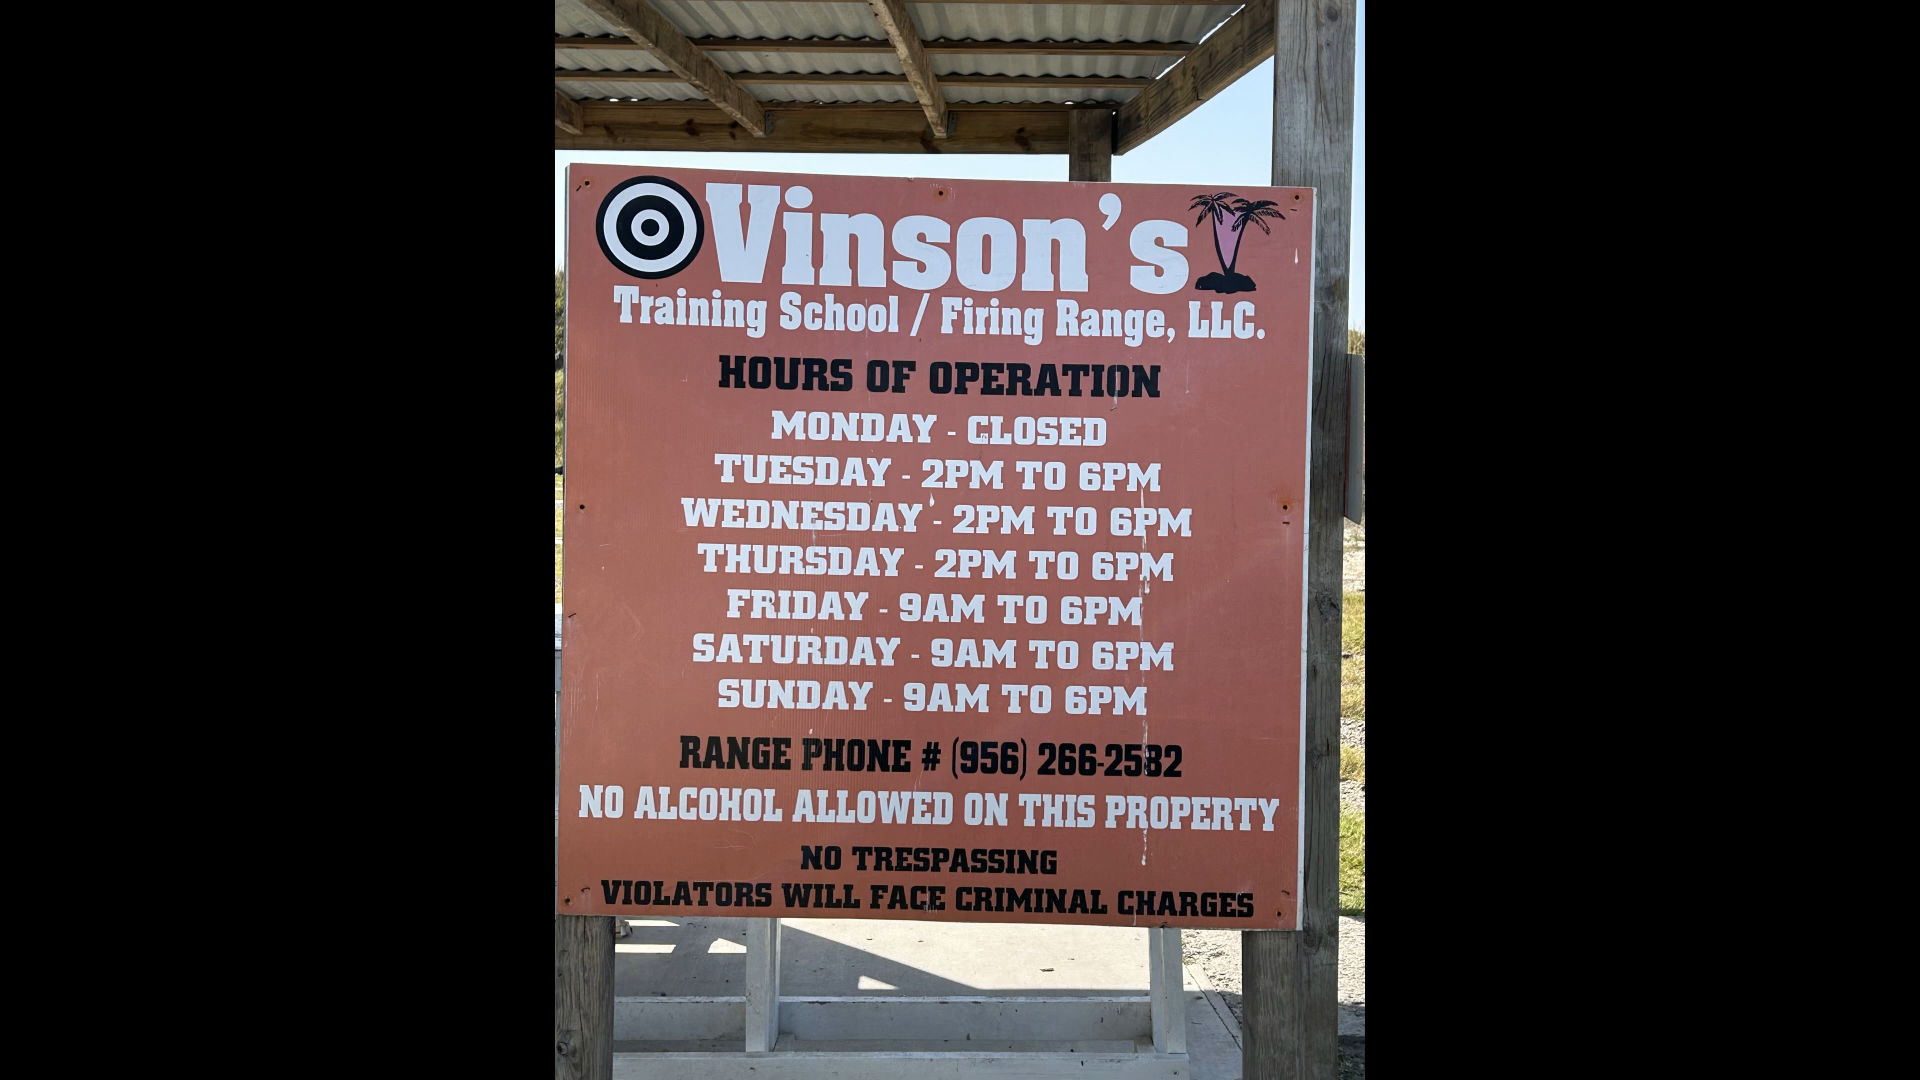 Vinson's
Training School / Firing Range, LLC.
HOURS OF OPERATION
MONDAY - CLOSED
TUESDAY - 2PM TO 6PM
WEDNESDAY - 2PM TO 6PM
THURSDAY - 2PM TO 6PM
FRIDAY - 9AM TO 6PM
SATURDAY - 9AM TO 6PM
SUNDAY - 9AM TO 6PM
RANGE PHONE # (956) 266-2582
NO ALCOHOL ALLOWED ON THIS PROPERTY
NO TRESPASSING
VIOLATORS WILL FACE CRIMINAL CHARGES